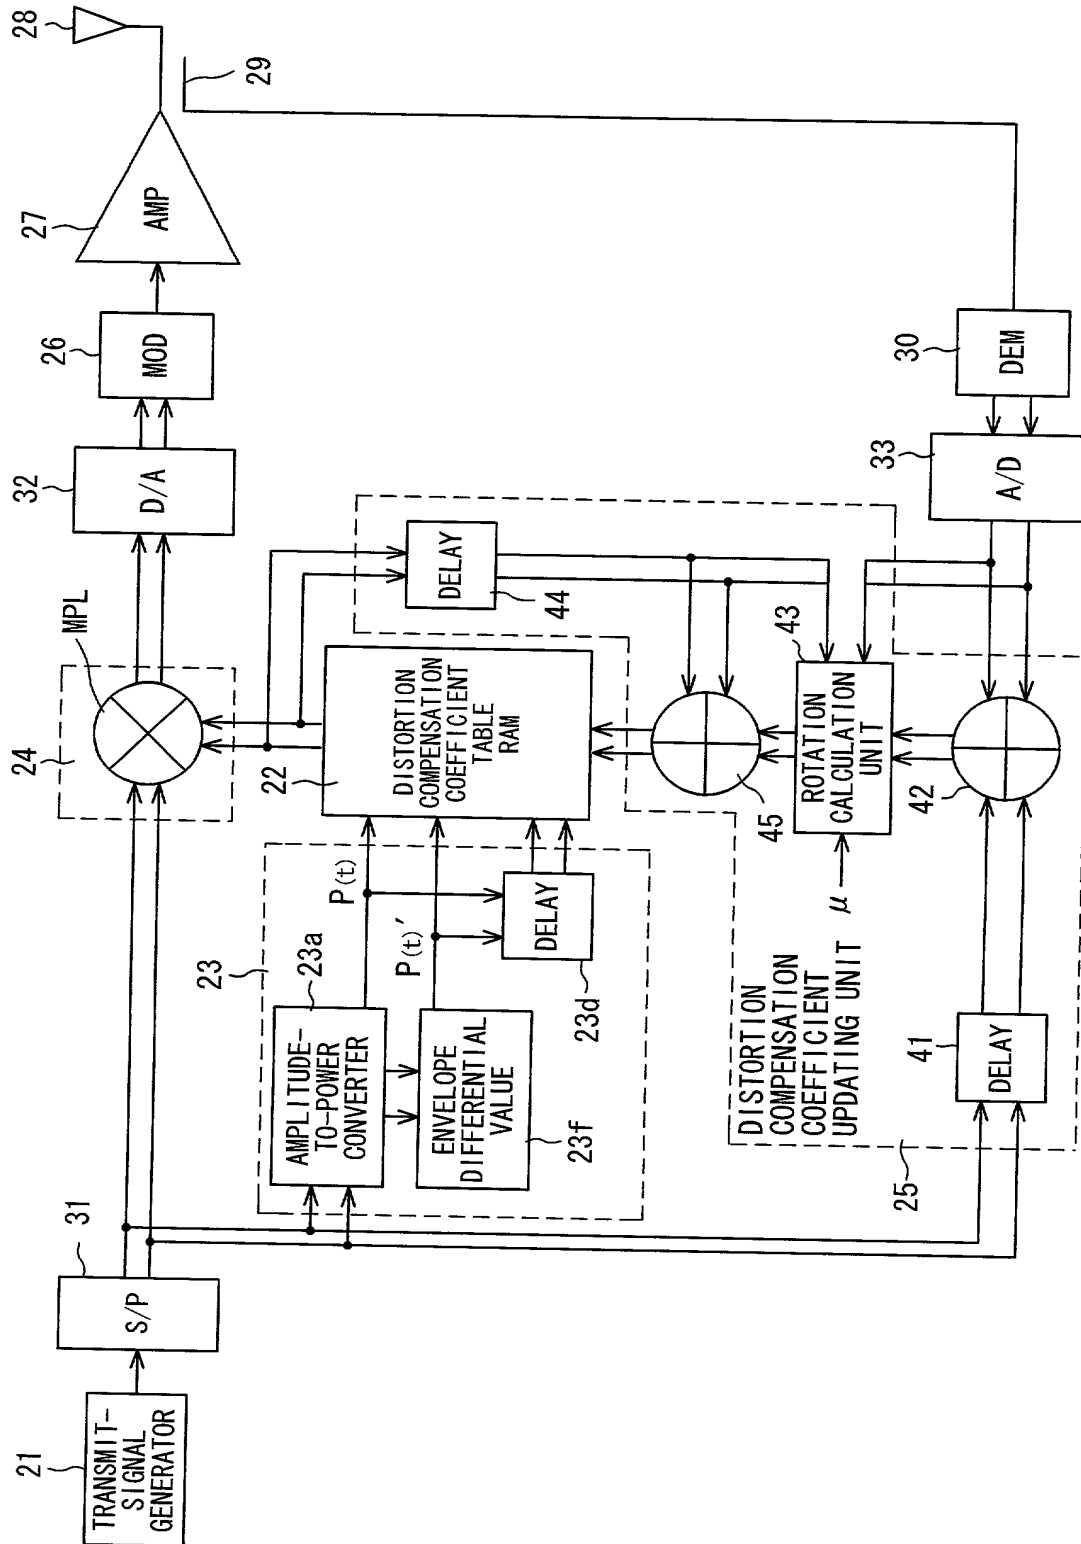 21
TRANSMIT-
SIGNAL
GENERATOR
31
S/P
24
MPL
32
D/A
26
MOD
27
AMP
28
29
23
23a
AMPLITUDE-
TO-POWER
CONVERTER
P(t)
P(t)′
ENVELOPE
DIFFERENTIAL
VALUE
23f
DELAY
23d
22
DISTORTION
COMPENSATION
COEFFICIENT
TABLE
RAM
DELAY
44
45
43
ROTATION
CALCULATION
UNIT
μ
DISTORTION
COMPENSATION
COEFFICIENT
UPDATING UNIT
25
41
DELAY
42
33
A/D
30
DEM